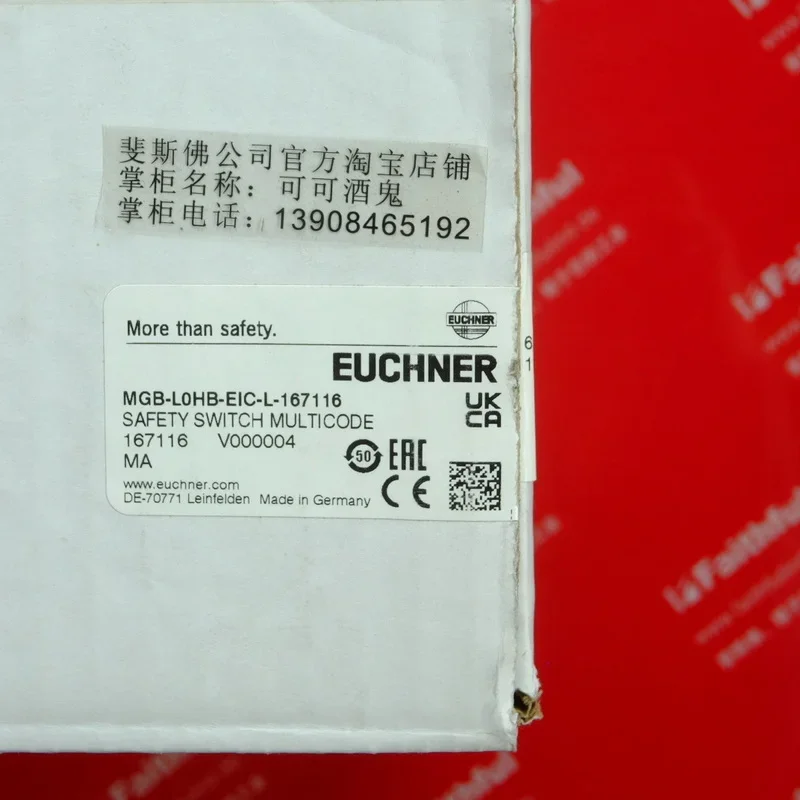 斐斯佛公司官方淘宝店铺
掌柜名称：可可酒鬼
掌柜电话：13908465192
More than safety.
EUCHNER
EUCHNER
MGB-L0HB-EIC-L-167116
SAFETY SWITCH MULTICODE
167116 V000004
MA
UK
CA
50
EAC
CE
www.euchner.com
DE-70771 Leinfelden Made in Germany
6
1
la Faithful
la Faithful
la Faithful